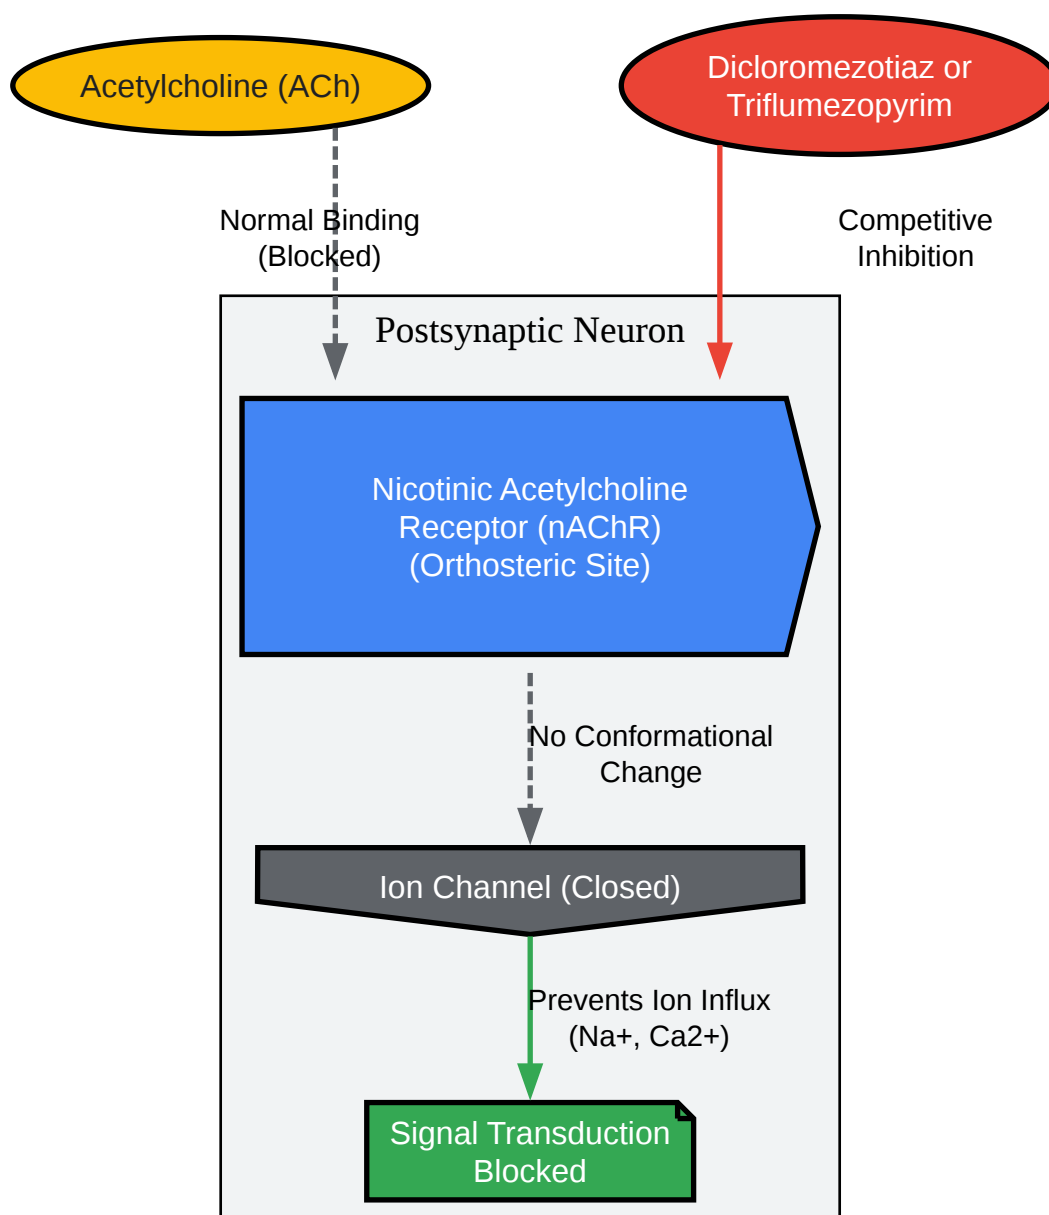 Acetylcholine (ACh)
Dicloromezotiaz or
Triflumezopyrim
Normal Binding
(Blocked)
Competitive
Inhibition
Postsynaptic Neuron
Nicotinic Acetylcholine
Receptor (nAChR)
(Orthosteric Site)
No Conformational
Change
Ion Channel (Closed)
Prevents Ion Influx
(Na+, Ca2+)
Signal Transduction
Blocked